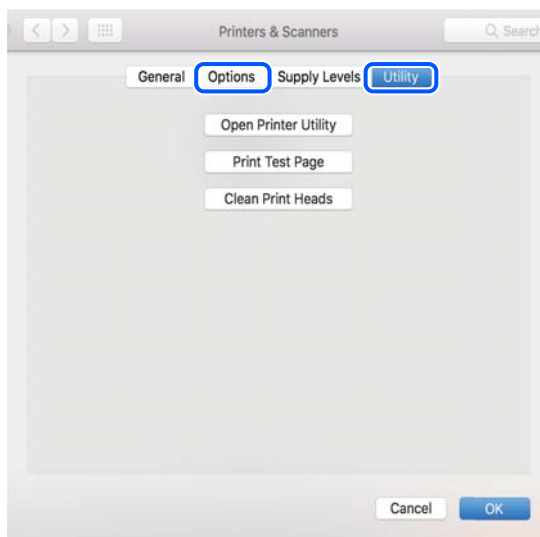 Printers & Scanners
Search
General Options Supply Levels Utility
Open Printer Utility
Print Test Page
Clean Print Heads
Cancel OK